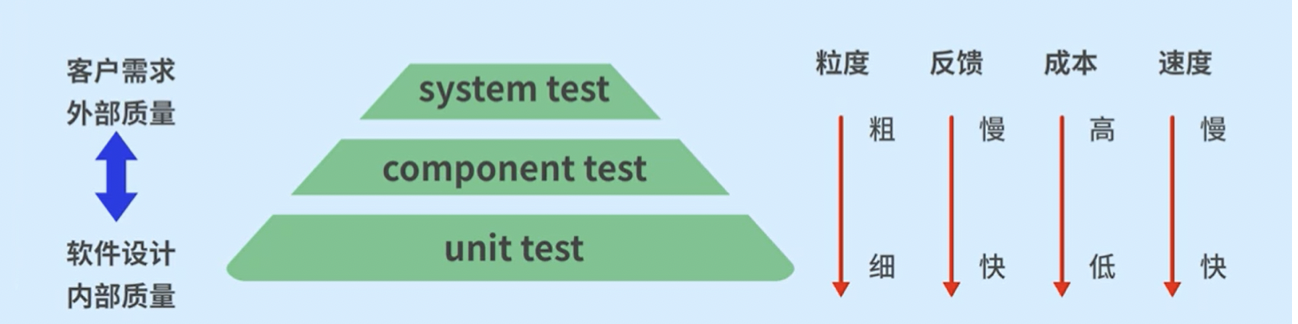 客户需求
外部质量
软件设计
内部质量
system test
component test
unit test
粒度 反馈 成本 速度
粗 慢 高 慢
细 快 低 快